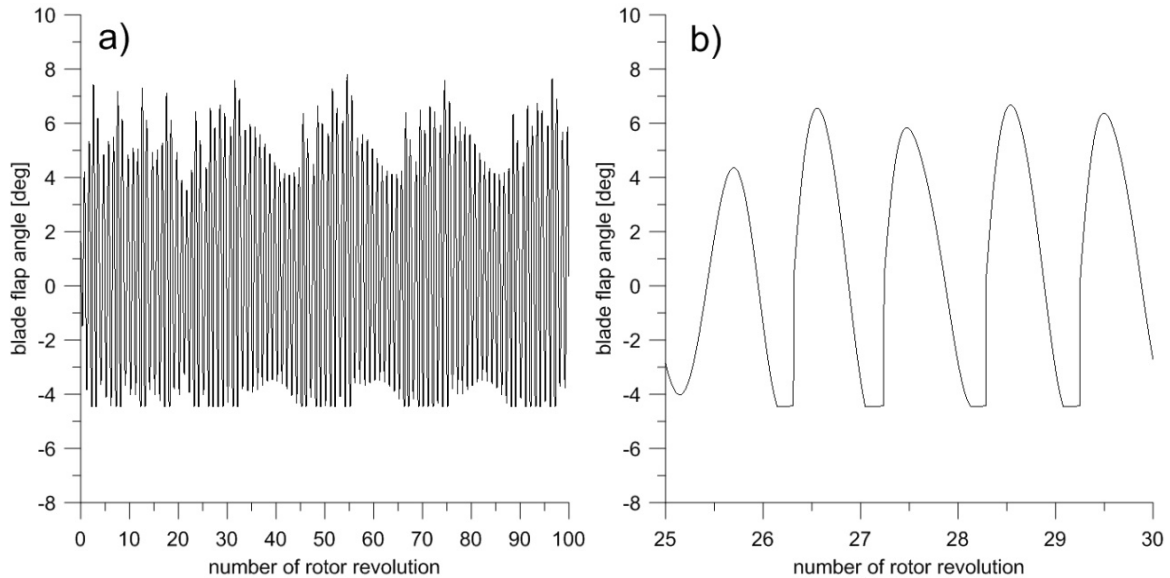 a)
10
8
6
4
2
0
-2
-4
-6
-8
blade flap angle [deg]
0 10 20 30 40 50 60 70 80 90 100
number of rotor revolution
b)
10
8
6
4
2
0
-2
-4
-6
-8
blade flap angle [deg]
25 26 27 28 29 30
number of rotor revolution